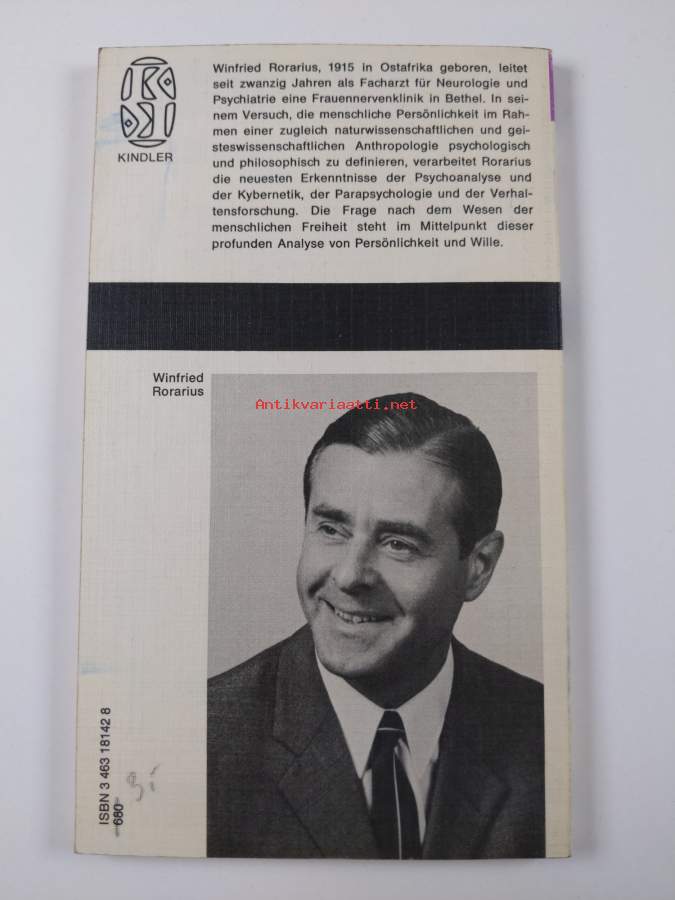 KINDLER
Winfried Rorarius, 1915 in Ostafrika geboren, leitet
seit zwanzig Jahren als Facharzt für Neurologie und
Psychiatrie eine Frauennervenklinik in Bethel. In sei-
nem Versuch, die menschliche Persönlichkeit im Rah-
men einer zugleich naturwissenschaftlichen und gei-
steswissenschaftlichen Anthropologie psychologisch
und philosophisch zu definieren, verarbeitet Rorarius
die neuesten Erkenntnisse der Psychoanalyse und
der Kybernetik, der Parapsychologie und der Verhal-
tensforschung. Die Frage nach dem Wesen der
menschlichen Freiheit steht im Mittelpunkt dieser
profunden Analyse von Persönlichkeit und Wille.
Winfried
Rorarius
Antikvariaatti.net
ISBN 3 463 18142 8
680